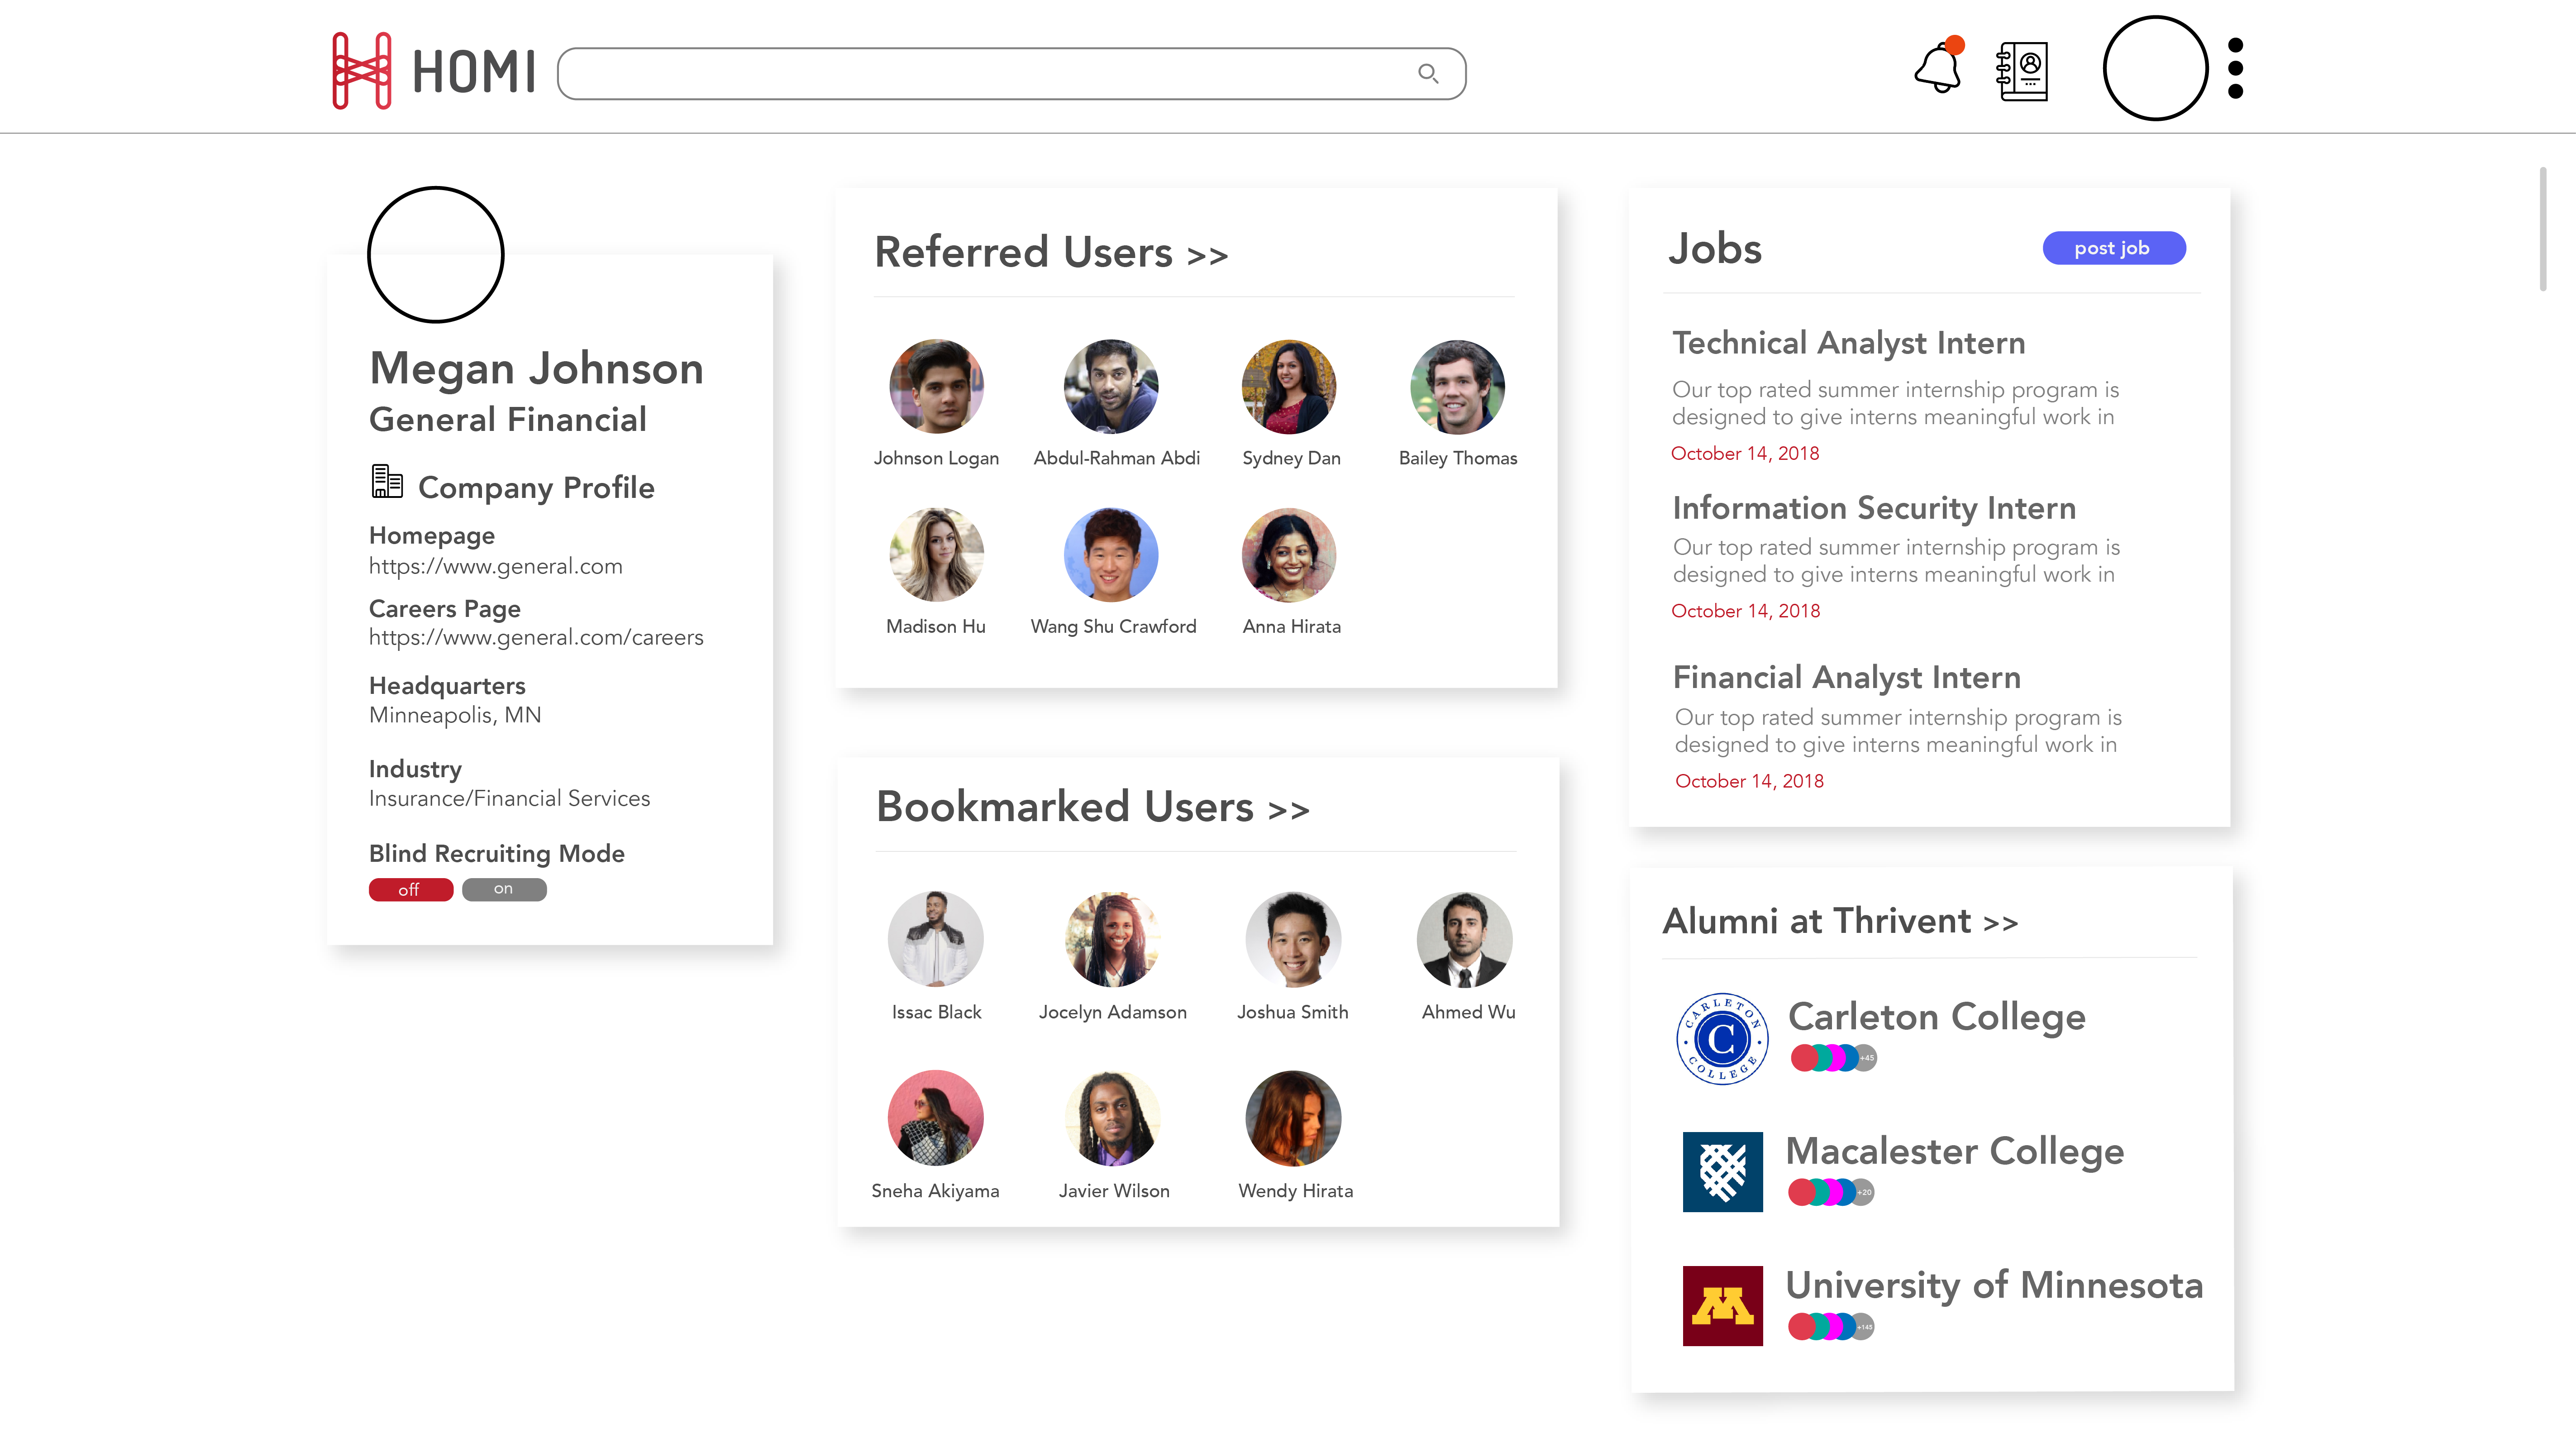 HOMI
Megan Johnson
General Financial
Company Profile
Homepage
https://www.general.com
Careers Page
https://www.general.com/careers
Headquarters
Minneapolis, MN
Industry
Insurance/Financial Services
Blind Recruiting Mode
off
on
Referred Users >>
Johnson Logan
Abdul-Rahman Abdi
Sydney Dan
Bailey Thomas
Madison Hu
Wang Shu Crawford
Anna Hirata
Bookmarked Users >>
Issac Black
Jocelyn Adamson
Joshua Smith
Ahmed Wu
Sneha Akiyama
Javier Wilson
Wendy Hirata
Jobs
post job
Technical Analyst Intern
Our top rated summer internship program is
designed to give interns meaningful work in
October 14, 2018
Information Security Intern
Our top rated summer internship program is
designed to give interns meaningful work in
October 14, 2018
Financial Analyst Intern
Our top rated summer internship program is
designed to give interns meaningful work in
October 14, 2018
Alumni at Thrivent >>
CARLETON
C
COLLEGE
Carleton College
+45
Macalester College
+20
M
University of Minnesota
+145